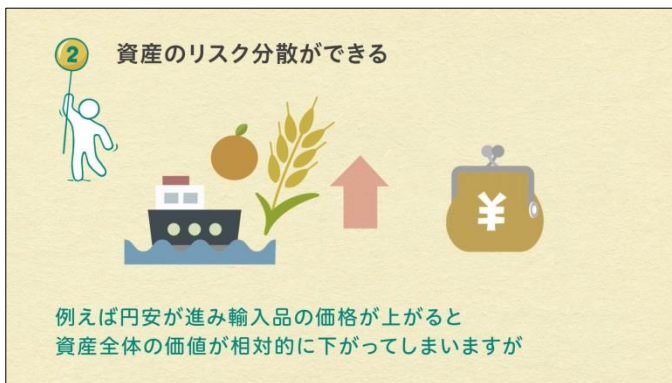 2 資産のリスク分散ができる
¥
例えば円安が進み輸入品の価格が上がると
資産全体の価値が相対的に下がってしまいますが